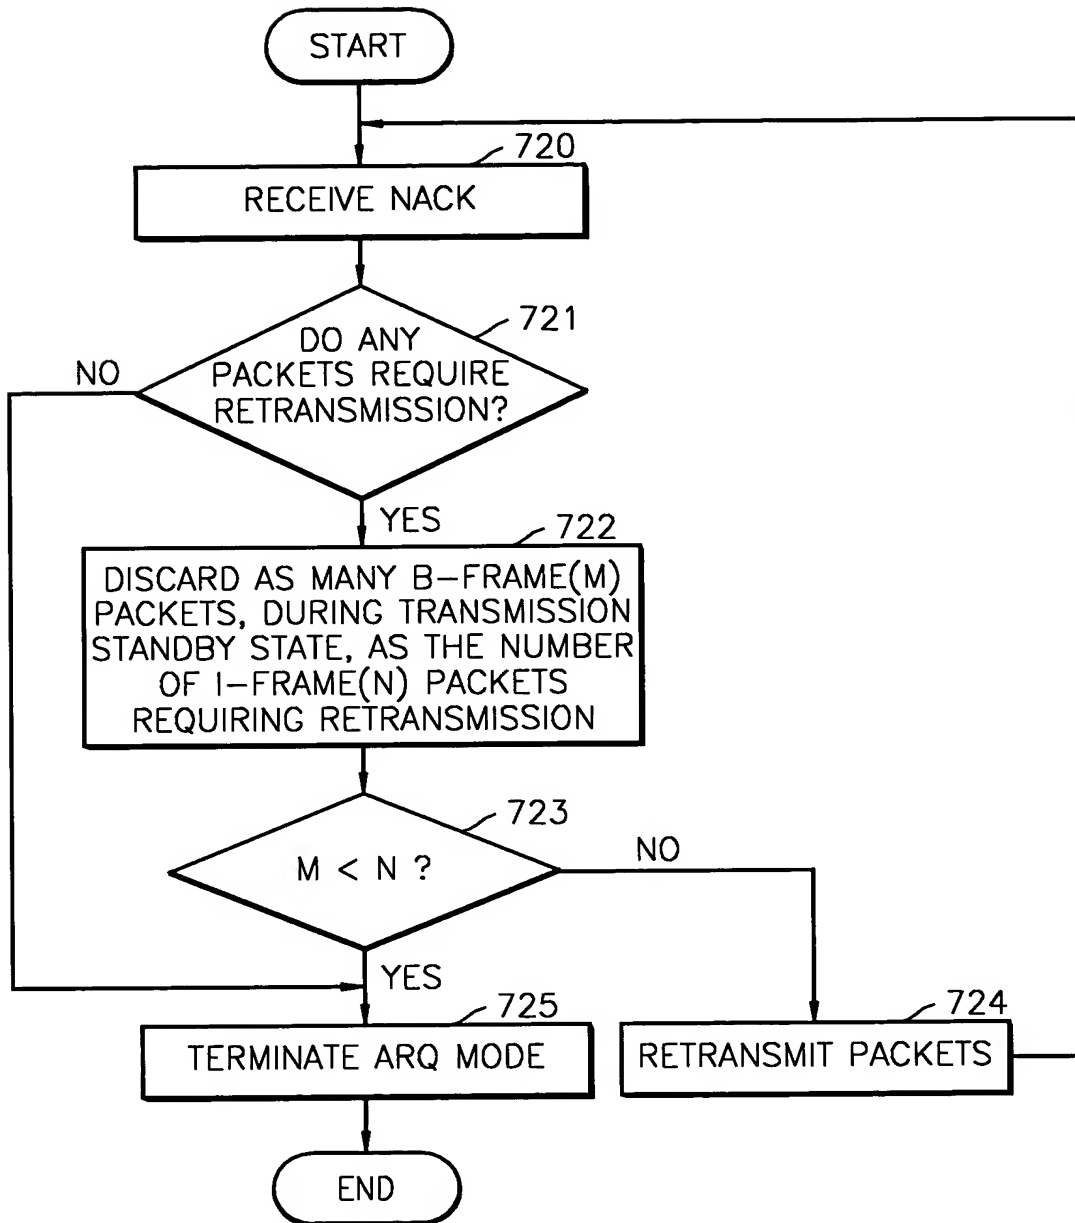 START
720
RECEIVE NACK
721
DO ANY
PACKETS REQUIRE
RETRANSMISSION?
NO
YES
722
DISCARD AS MANY B-FRAME(M)
PACKETS, DURING TRANSMISSION
STANDBY STATE, AS THE NUMBER
OF I-FRAME(N) PACKETS
REQUIRING RETRANSMISSION
723
M < N ?
NO
YES
725
TERMINATE ARQ MODE
724
RETRANSMIT PACKETS
END